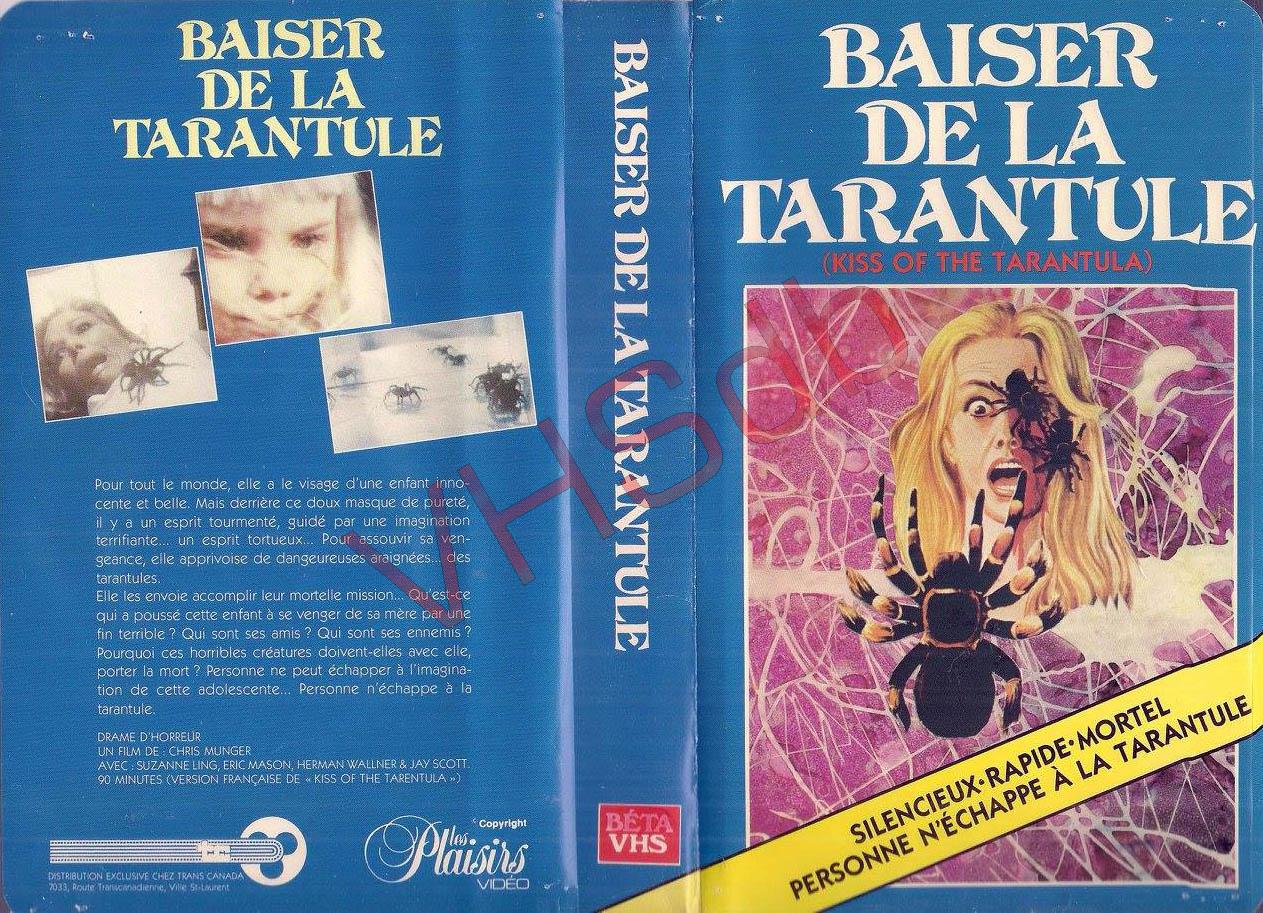 BAISER
DE LA
TARANTULE
Pour tout le monde, elle a le visage d'une enfant inno-
cente et belle. Mais derrière ce doux masque de pureté,
il y a un esprit tourmenté, guidé par une imagination
terrifiante... un esprit tortueux... Pour assouvir sa ven-
geance, elle apprivoise de dangeureuses araignées... des
tarantules.
Elle les envoie accomplir leur mortelle mission... Qu'est-ce
qui a poussé cette enfant à se venger de sa mère par une
fin terrible ? Qui sont ses amis ? Qui sont ses ennemis ?
Pourquoi ces horribles créatures doivent-elles avec elle,
porter la mort ? Personne ne peut échapper à l'imagina-
tion de cette adolescente... Personne n'échappe à la
tarantule.
DRAME D'HORREUR
UN FILM DE : CHRIS MUNGER
AVEC : SUZANNE LING, ERIC MASON, HERMAN WALLNER & JAY SCOTT.
90 MINUTES (VERSION FRANÇAISE DE « KISS OF THE TARENTULA »)
DISTRIBUTION EXCLUSIVE CHEZ TRANS CANADA
7033, Route Transcanadienne, Ville St-Laurent
© Copyright
les
Plaisirs
VIDÉO
BAISER DE LA TARANTULE
BÉTA
VHS
BAISER
DE LA
TARANTULE
(KISS OF THE TARANTULA)
SILENCIEUX·RAPIDE·MORTEL
PERSONNE N'ÉCHAPPE À LA TARANTULE
VHSdb